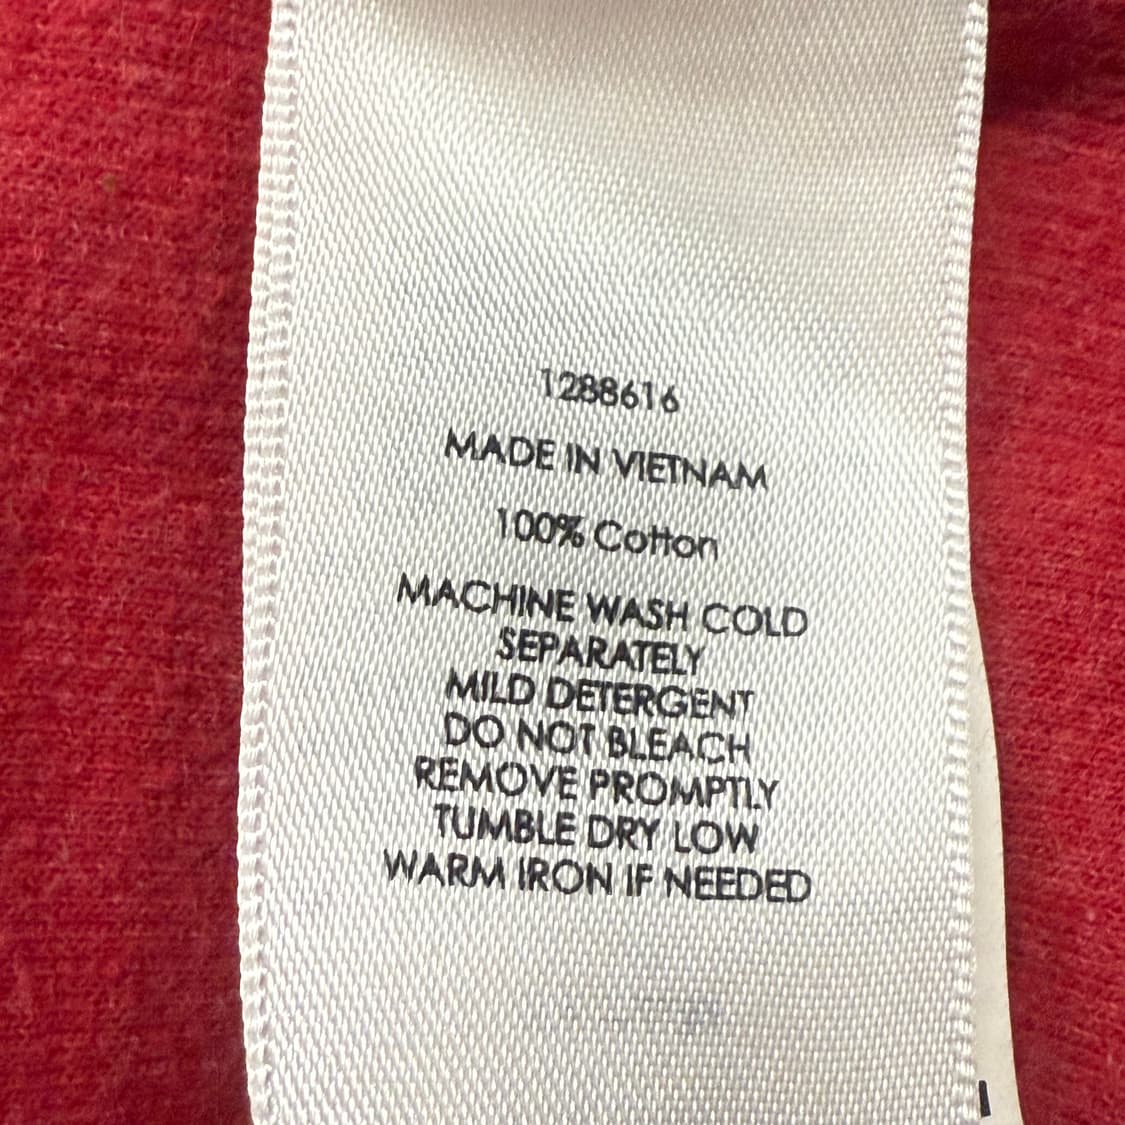 1288616
MADE IN VIETNAM
100% Cotton
MACHINE WASH COLD
SEPARATELY
MILD DETERGENT
DO NOT BLEACH
REMOVE PROMPTLY
TUMBLE DRY LOW
WARM IRON IF NEEDED